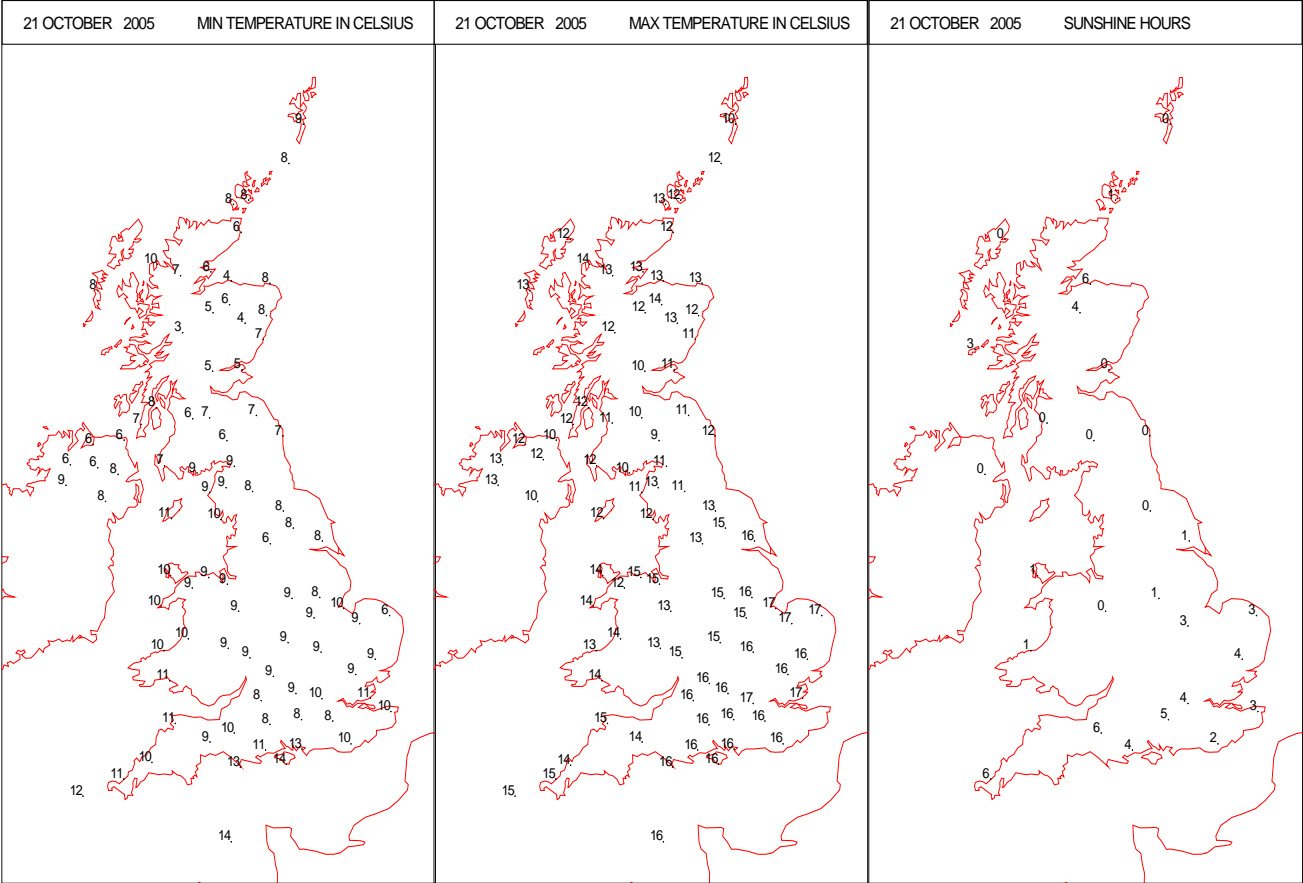 21 OCTOBER 2005 MIN TEMPERATURE IN CELSIUS
9
8
8 8
6
10
7 6
4 8
8
6
5 8
4
3 7
5 5
8
6 7 7
7
6 6 6 7
6 6 7 9 9
8
9 9 9 8
8
11 10 8
8
6 8
10 9
9 9
9 8
10 9 10
9 9 6
10 9
10 9 9
9 9
11 9 9
8 9 10 11
10
11 8 8 8
10
9 11 13 10
10 13 14
11
12
14
21 OCTOBER 2005 MAX TEMPERATURE IN CELSIUS
10
12
13 12
12
12
14
13 13
13 13
13
14
12 12
13
12 11
10 11
12
12 11 10 11
12
12 10 9
13 12 12 10 11
13 11 13 11
10
12 12 13
15
13 16
14 15
12 15
15 16
14 13 17
15 17 17
14 15
13 13 16
15 16
14 16 16
16 16 17 17
15 16 16 16
14 16 16 16
14 16 16
15
15
16
21 OCTOBER 2005 SUNSHINE HOURS
0
1
0
6
4
3
0
0
0 0
0
0
1
1
1
0 3
3
1 4
4
3
5
6
4 2
6